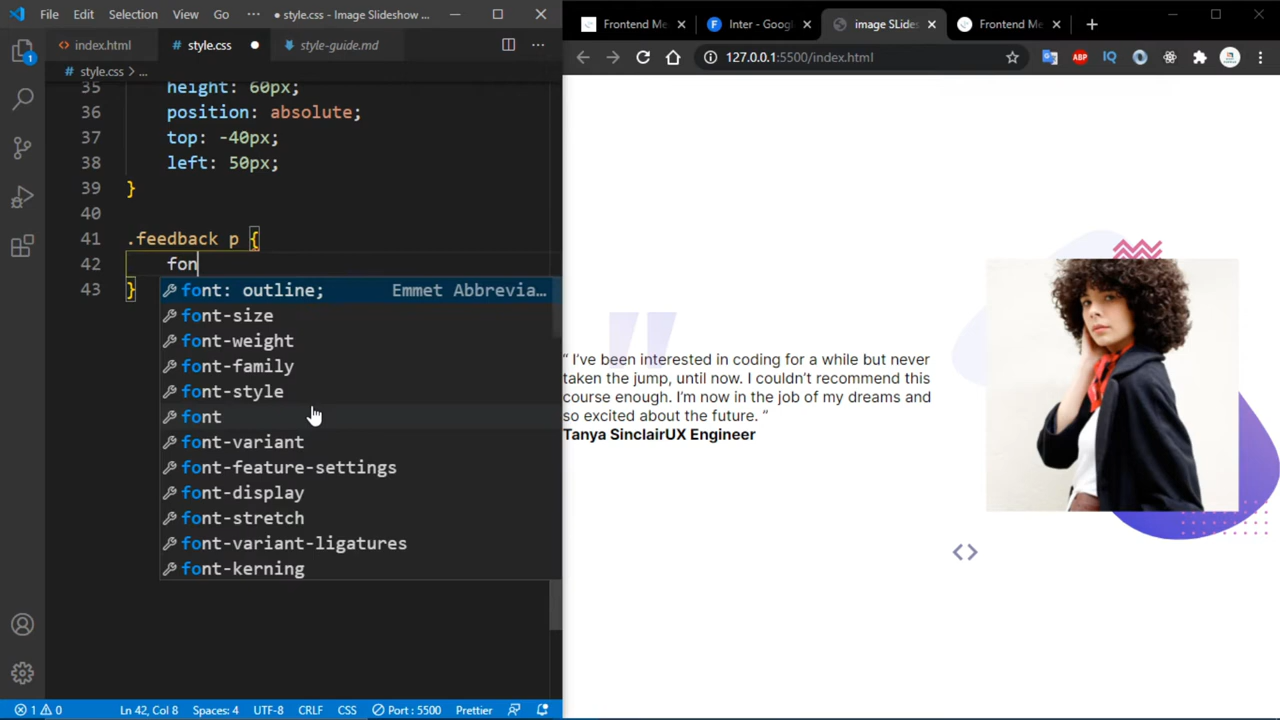 File Edit Selection View Go ··· ● style.css - Image Slideshow ...
index.html style.css ● style-guide.md ···
# style.css > ...
35 height: 60px;
36 position: absolute;
37 top: -40px;
38 left: 50px;
39 }
40
41 .feedback p {
42 fon
43 }
font: outline; Emmet Abbrevia...
font-size
font-weight
font-family
font-style
font
font-variant
font-feature-settings
font-display
font-stretch
font-variant-ligatures
font-kerning
1
1 0 Ln 42, Col 8 Spaces: 4 UTF-8 CRLF CSS Port : 5500 Prettier
Frontend Me Inter - Googl image SLides Frontend Me
127.0.0.1:5500/index.html
ABP IQ
“ I’ve been interested in coding for a while but never
taken the jump, until now. I couldn’t recommend this
course enough. I’m now in the job of my dreams and
so excited about the future. ”
Tanya SinclairUX Engineer